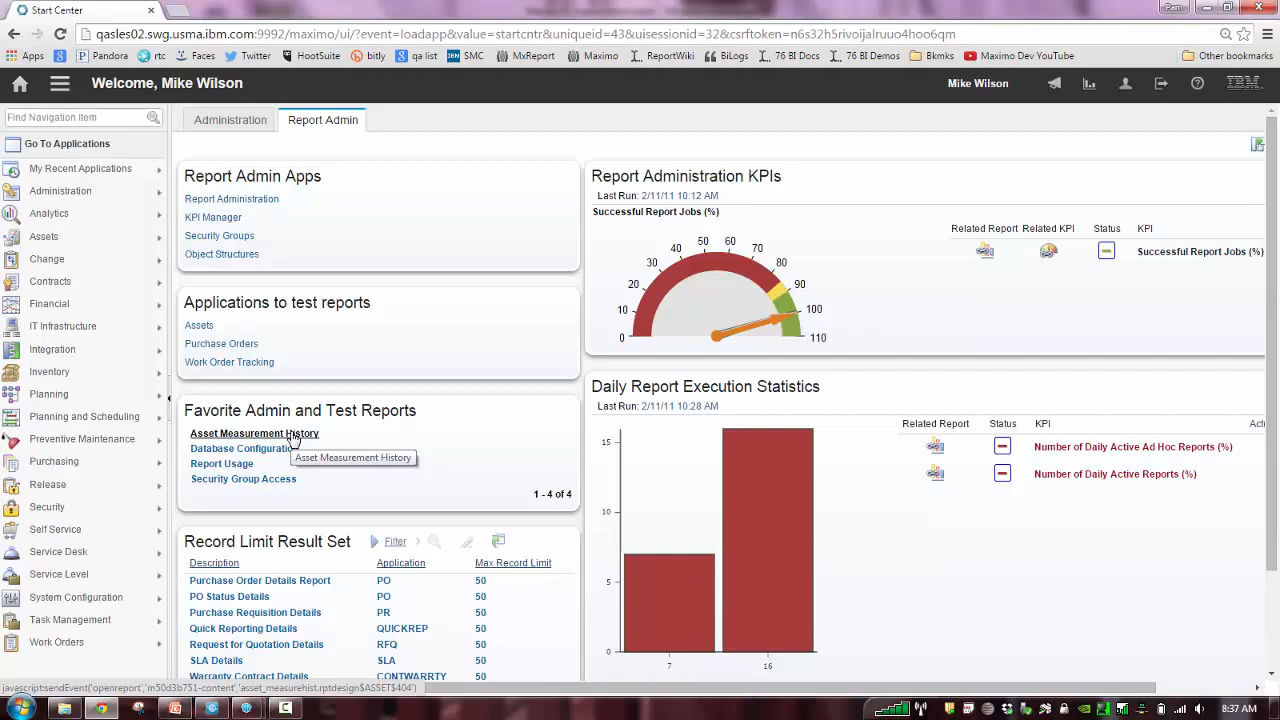 Start Center
Pam
qasles02.swg.usma.ibm.com:9992/maximo/ui/?event=loadapp&value=startcntr&uniqueid=43&uisessionid=32&csrftoken=n6s32h5rivoijalruuo4hoo6qm
Apps
Pandora
rtc
Faces
Twitter
HootSuite
bitly
qa list
SMC
MxReport
Maximo
ReportWiki
BiLogs
76 BI Docs
76 BI Demos
Bkmks
Maximo Dev YouTube
Other bookmarks
Welcome, Mike Wilson
Mike Wilson
IBM
Find Navigation Item
Go To Applications
My Recent Applications
Administration
Analytics
Assets
Change
Contracts
Financial
IT Infrastructure
Integration
Inventory
Planning
Planning and Scheduling
Preventive Maintenance
Purchasing
Release
Security
Self Service
Service Desk
Service Level
System Configuration
Task Management
Work Orders
Administration
Report Admin
Report Admin Apps
Report Administration
KPI Manager
Security Groups
Object Structures
Applications to test reports
Assets
Purchase Orders
Work Order Tracking
Favorite Admin and Test Reports
Asset Measurement History
Database Configuratio
Asset Measurement History
Report Usage
Security Group Access
1 - 4 of 4
Record Limit Result Set
Filter
Description Application Max Record Limit
Purchase Order Details Report PO 50
PO Status Details PO 50
Purchase Requisition Details PR 50
Quick Reporting Details QUICKREP 50
Request for Quotation Details RFQ 50
SLA Details SLA 50
Warranty Contract Details CONTWARRTY 50
Report Administration KPIs
Last Run: 2/11/11 10:12 AM
Successful Report Jobs (%)
0
10
20
30
40
50
60
70
80
90
100
110
Related Report Related KPI Status KPI
Successful Report Jobs (%)
Daily Report Execution Statistics
Last Run: 2/11/11 10:28 AM
15
10
5
0
7
16
Related Report Status KPI Act
Number of Daily Active Ad Hoc Reports (%)
Number of Daily Active Reports (%)
javascript:sendEvent('openreport','m50d3b751-content','asset_measurehist.rptdesign$ASSET$404')
8:37 AM